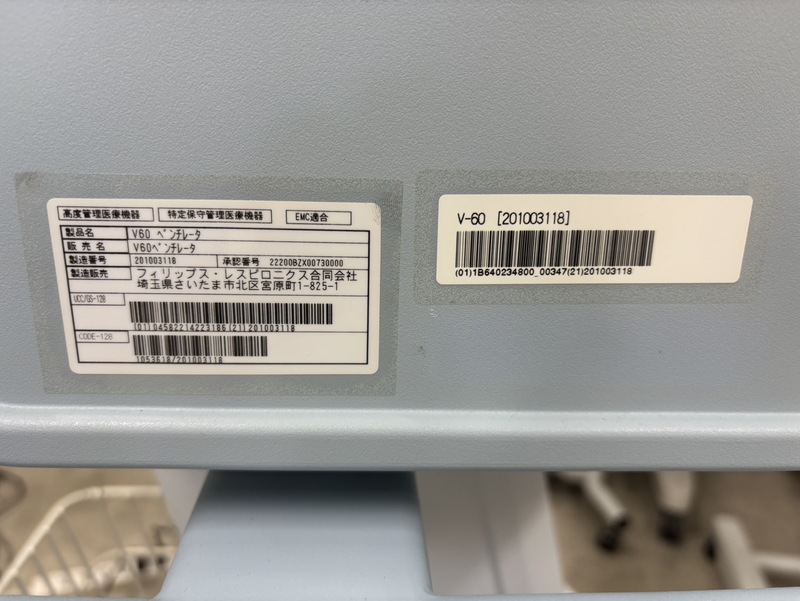 高度管理医療機器 特定保守管理医療機器 EMC適合
製品名 V60 ベンチレータ
販売名 V60ベンチレータ
製造番号 201003118 承認番号 22200BZX00730000
製造販売 フィリップス・レスピロニクス合同会社
埼玉県さいたま市北区宮原町1-825-1
UCC/GS-128
(01)04582214223186(21)201003118
CODE-128
1053618/201003118
V-60 [201003118]
(01)1B640234800_00347(21)201003118